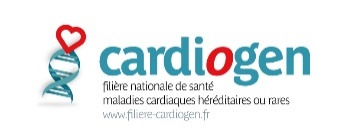 cardiogen
filière nationale de santé
maladies cardiaques héréditaires ou rares
www.filiere-cardiogen.fr